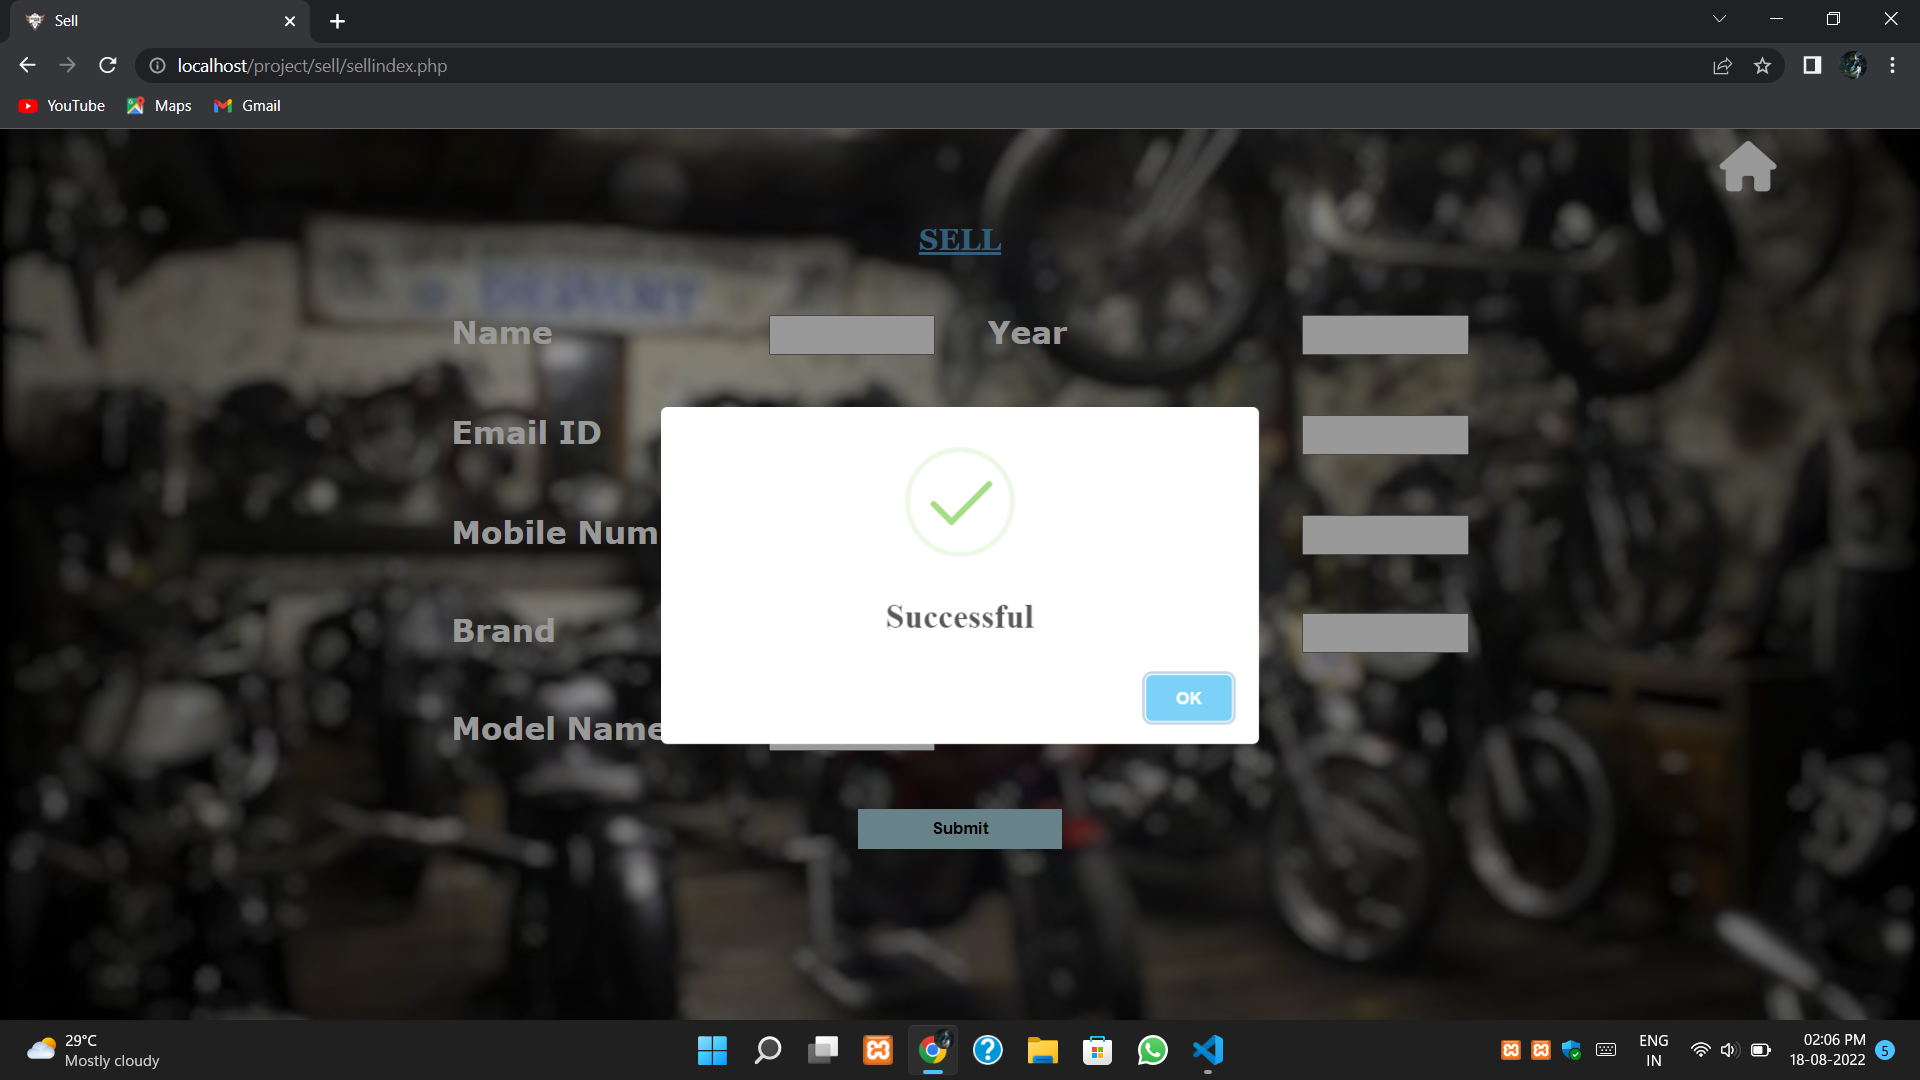 Sell
localhost/project/sell/sellindex.php
YouTube
Maps
Gmail
SELL
Name
Year
Email ID
Mobile Num
Brand
Model Name
Successful
OK
Submit
29°C
Mostly cloudy
ENG
IN
02:06 PM
18-08-2022
5